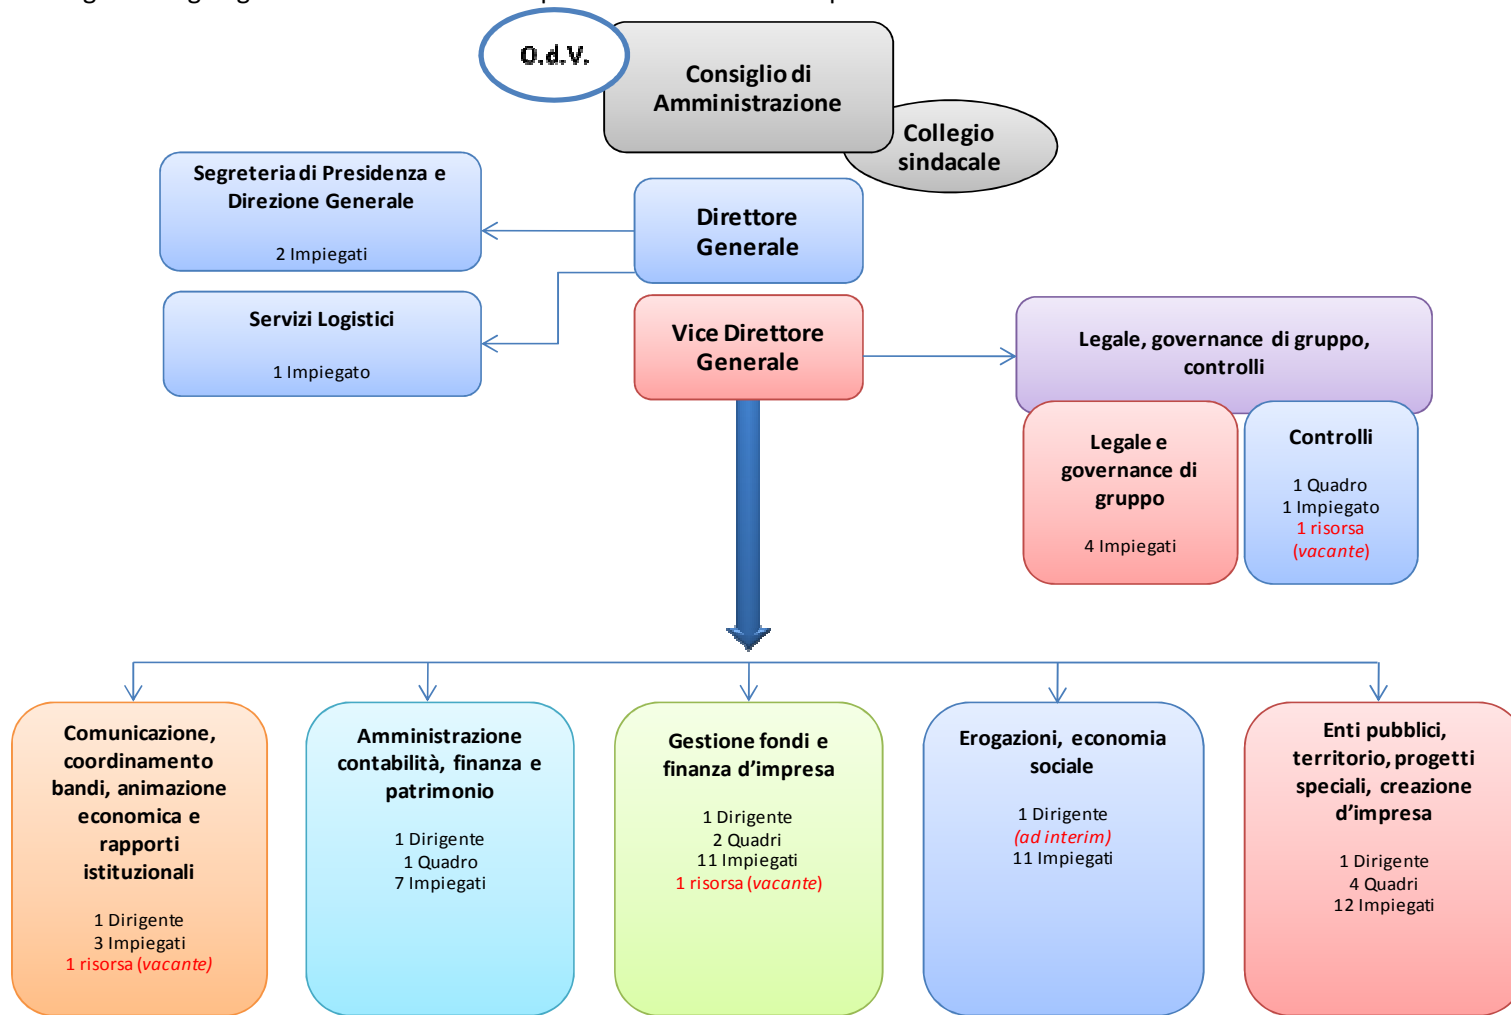 O.d.V.
Consiglio di
Amministrazione
Collegio
sindacale
Segreteria di Presidenza e
Direzione Generale
2 Impiegati
Direttore
Generale
Servizi Logistici
1 Impiegato
Vice Direttore
Generale
Legale, governance di gruppo,
controlli
Legale e
governance di
gruppo
4 Impiegati
Controlli
1 Quadro
1 Impiegato
1 risorsa
(vacante)
Comunicazione,
coordinamento
bandi, animazione
economica e
rapporti
istituzionali
1 Dirigente
3 Impiegati
1 risorsa (vacante)
Amministrazione
contabilità, finanza e
patrimonio
1 Dirigente
1 Quadro
7 Impiegati
Gestione fondi e
finanza d'impresa
1 Dirigente
2 Quadri
11 Impiegati
1 risorsa (vacante)
Erogazioni, economia
sociale
1 Dirigente
(ad interim)
11 Impiegati
Enti pubblici,
territorio, progetti
speciali, creazione
d'impresa
1 Dirigente
4 Quadri
12 Impiegati